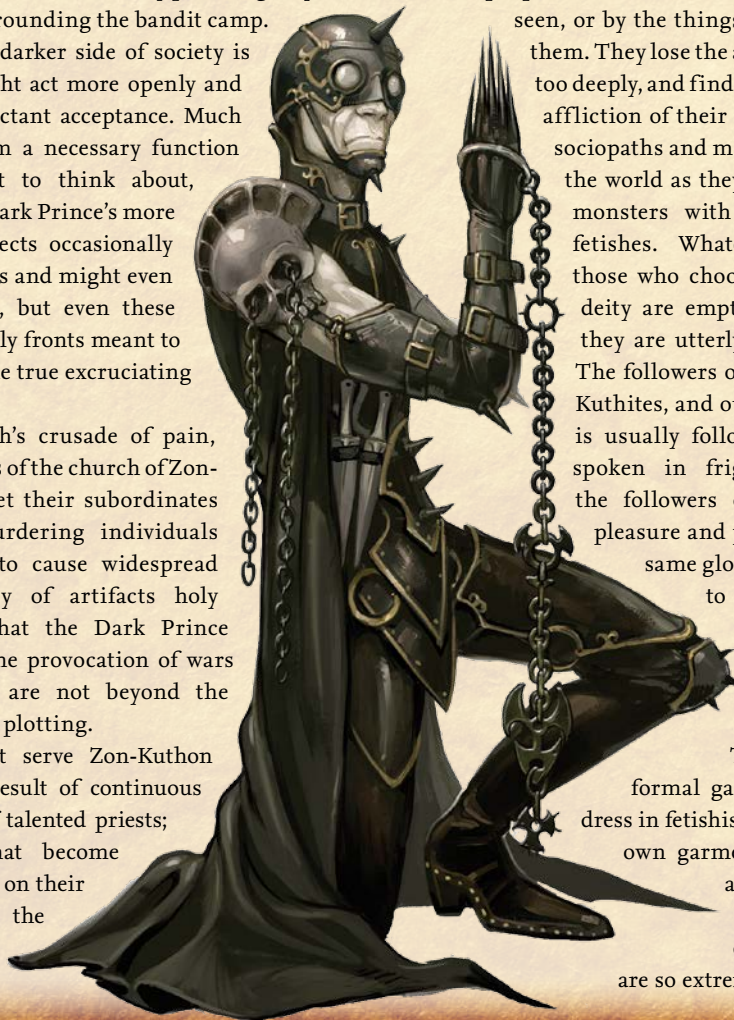 rounding the bandit camp.
darker side of society is
ght act more openly and
ctant acceptance. Much
m a necessary function
t to think about,
ark Prince's more
ects occasionally
s and might even
, but even these
ly fronts meant to
e true excruciating
h's crusade of pain,
s of the church of Zon-
et their subordinates
urdering individuals
to cause widespread
y of artifacts holy
hat the Dark Prince
he provocation of wars
are not beyond the
plotting.
t serve Zon-Kuthon
esult of continuous
f talented priests;
hat become
on their
the
seen, or by the things
them. They lose the a
too deeply, and find
affliction of their
sociopaths and m
the world as they
monsters with
fetishes. What
those who choo
deity are empt
they are utterly
The followers o
Kuthites, and ou
is usually follo
spoken in frig
the followers
pleasure and p
same glo
to
formal ga
dress in fetishis
own garme
a
are so extre